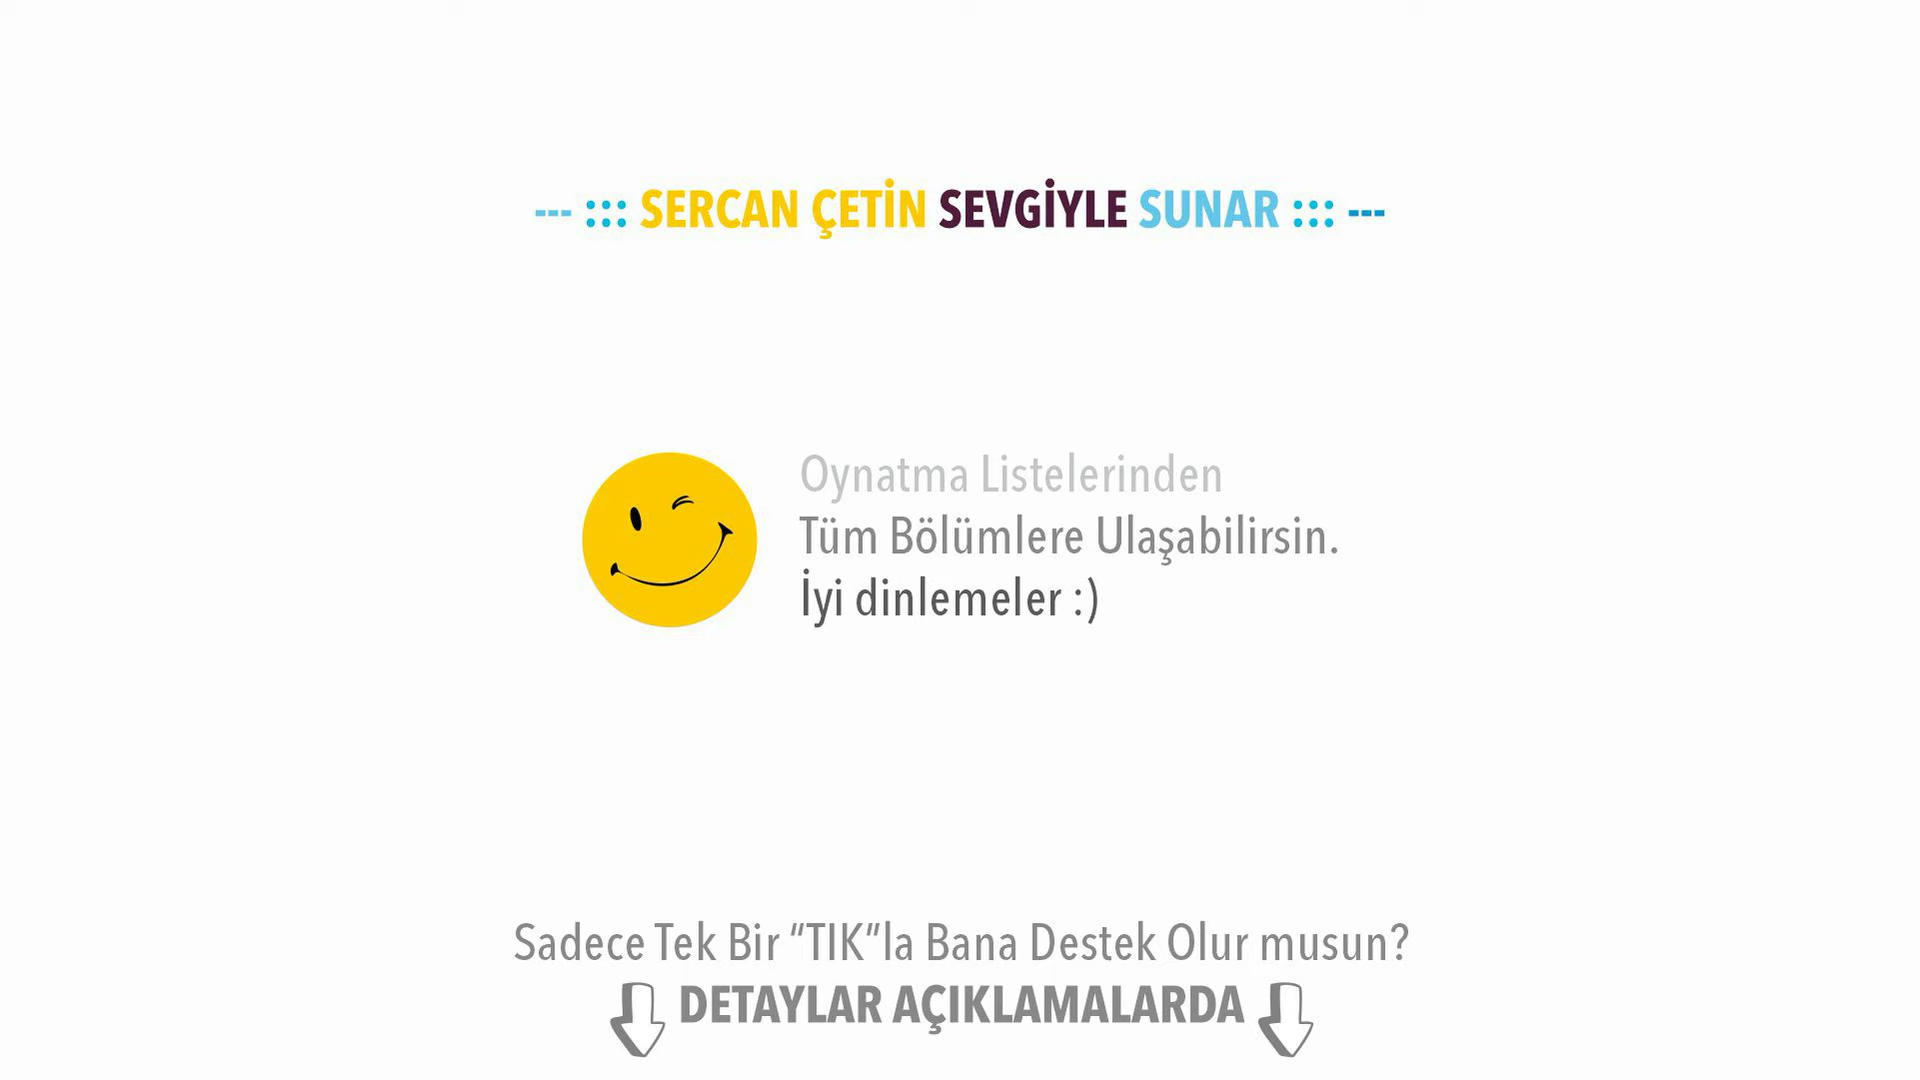 --- ::: SERCAN ÇETİN SEVGİYLE SUNAR ::: ---
Oynatma Listelerinden
Tüm Bölümlere Ulaşabilirsin.
İyi dinlemeler :)
Sadece Tek Bir “TIK”la Bana Destek Olur musun?
DETAYLAR AÇIKLAMALARDA